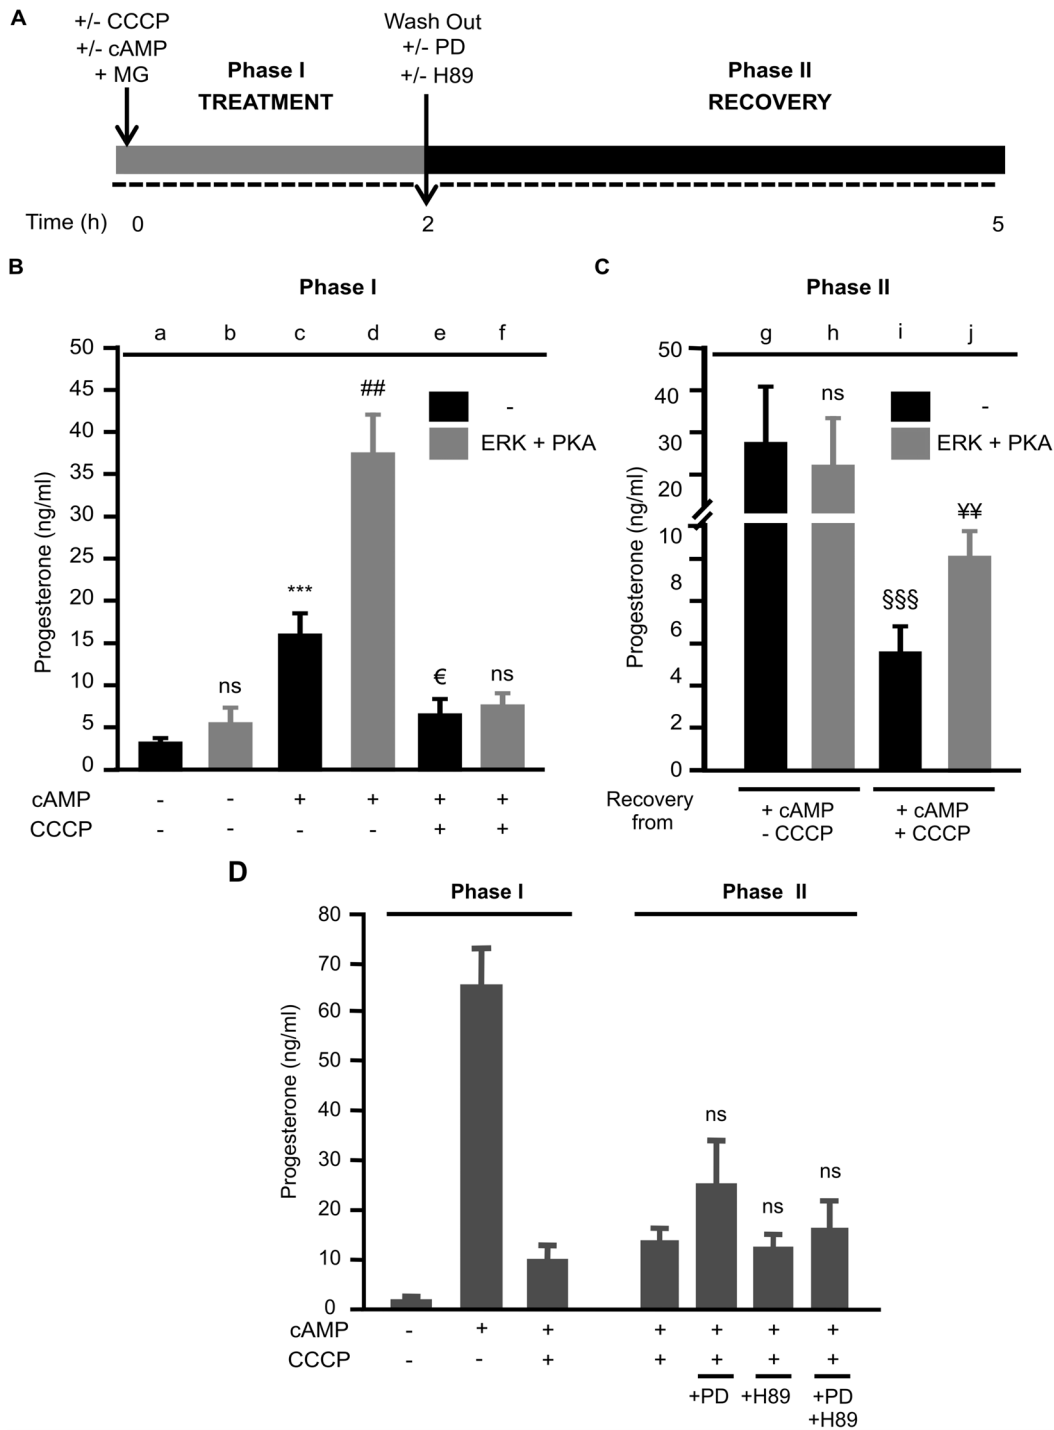 A
+/- CCCP
+/- cAMP
+ MG
Wash Out
+/- PD
+/- H89
Phase I
TREATMENT
Phase II
RECOVERY
Time (h)
0
2
5
B
Phase I
a b c d e f
50
45
40
35
30
25
20
15
10
5
0
Progesterone (ng/ml)
-
ERK + PKA
ns
***
##
€
ns
cAMP - - + + + +
CCCP - - - - + +
C
Phase II
g h i j
50
40
30
20
10
8
6
4
2
0
Progesterone (ng/ml)
-
ERK + PKA
ns
§§§
¥¥
Recovery
from
+ cAMP
- CCCP
+ cAMP
+ CCCP
D
Phase I
Phase II
80
70
60
50
40
30
20
10
0
Progesterone (ng/ml)
ns
ns
ns
cAMP - + + + + + +
CCCP - - + + + + +
+PD +H89 +PD
+H89